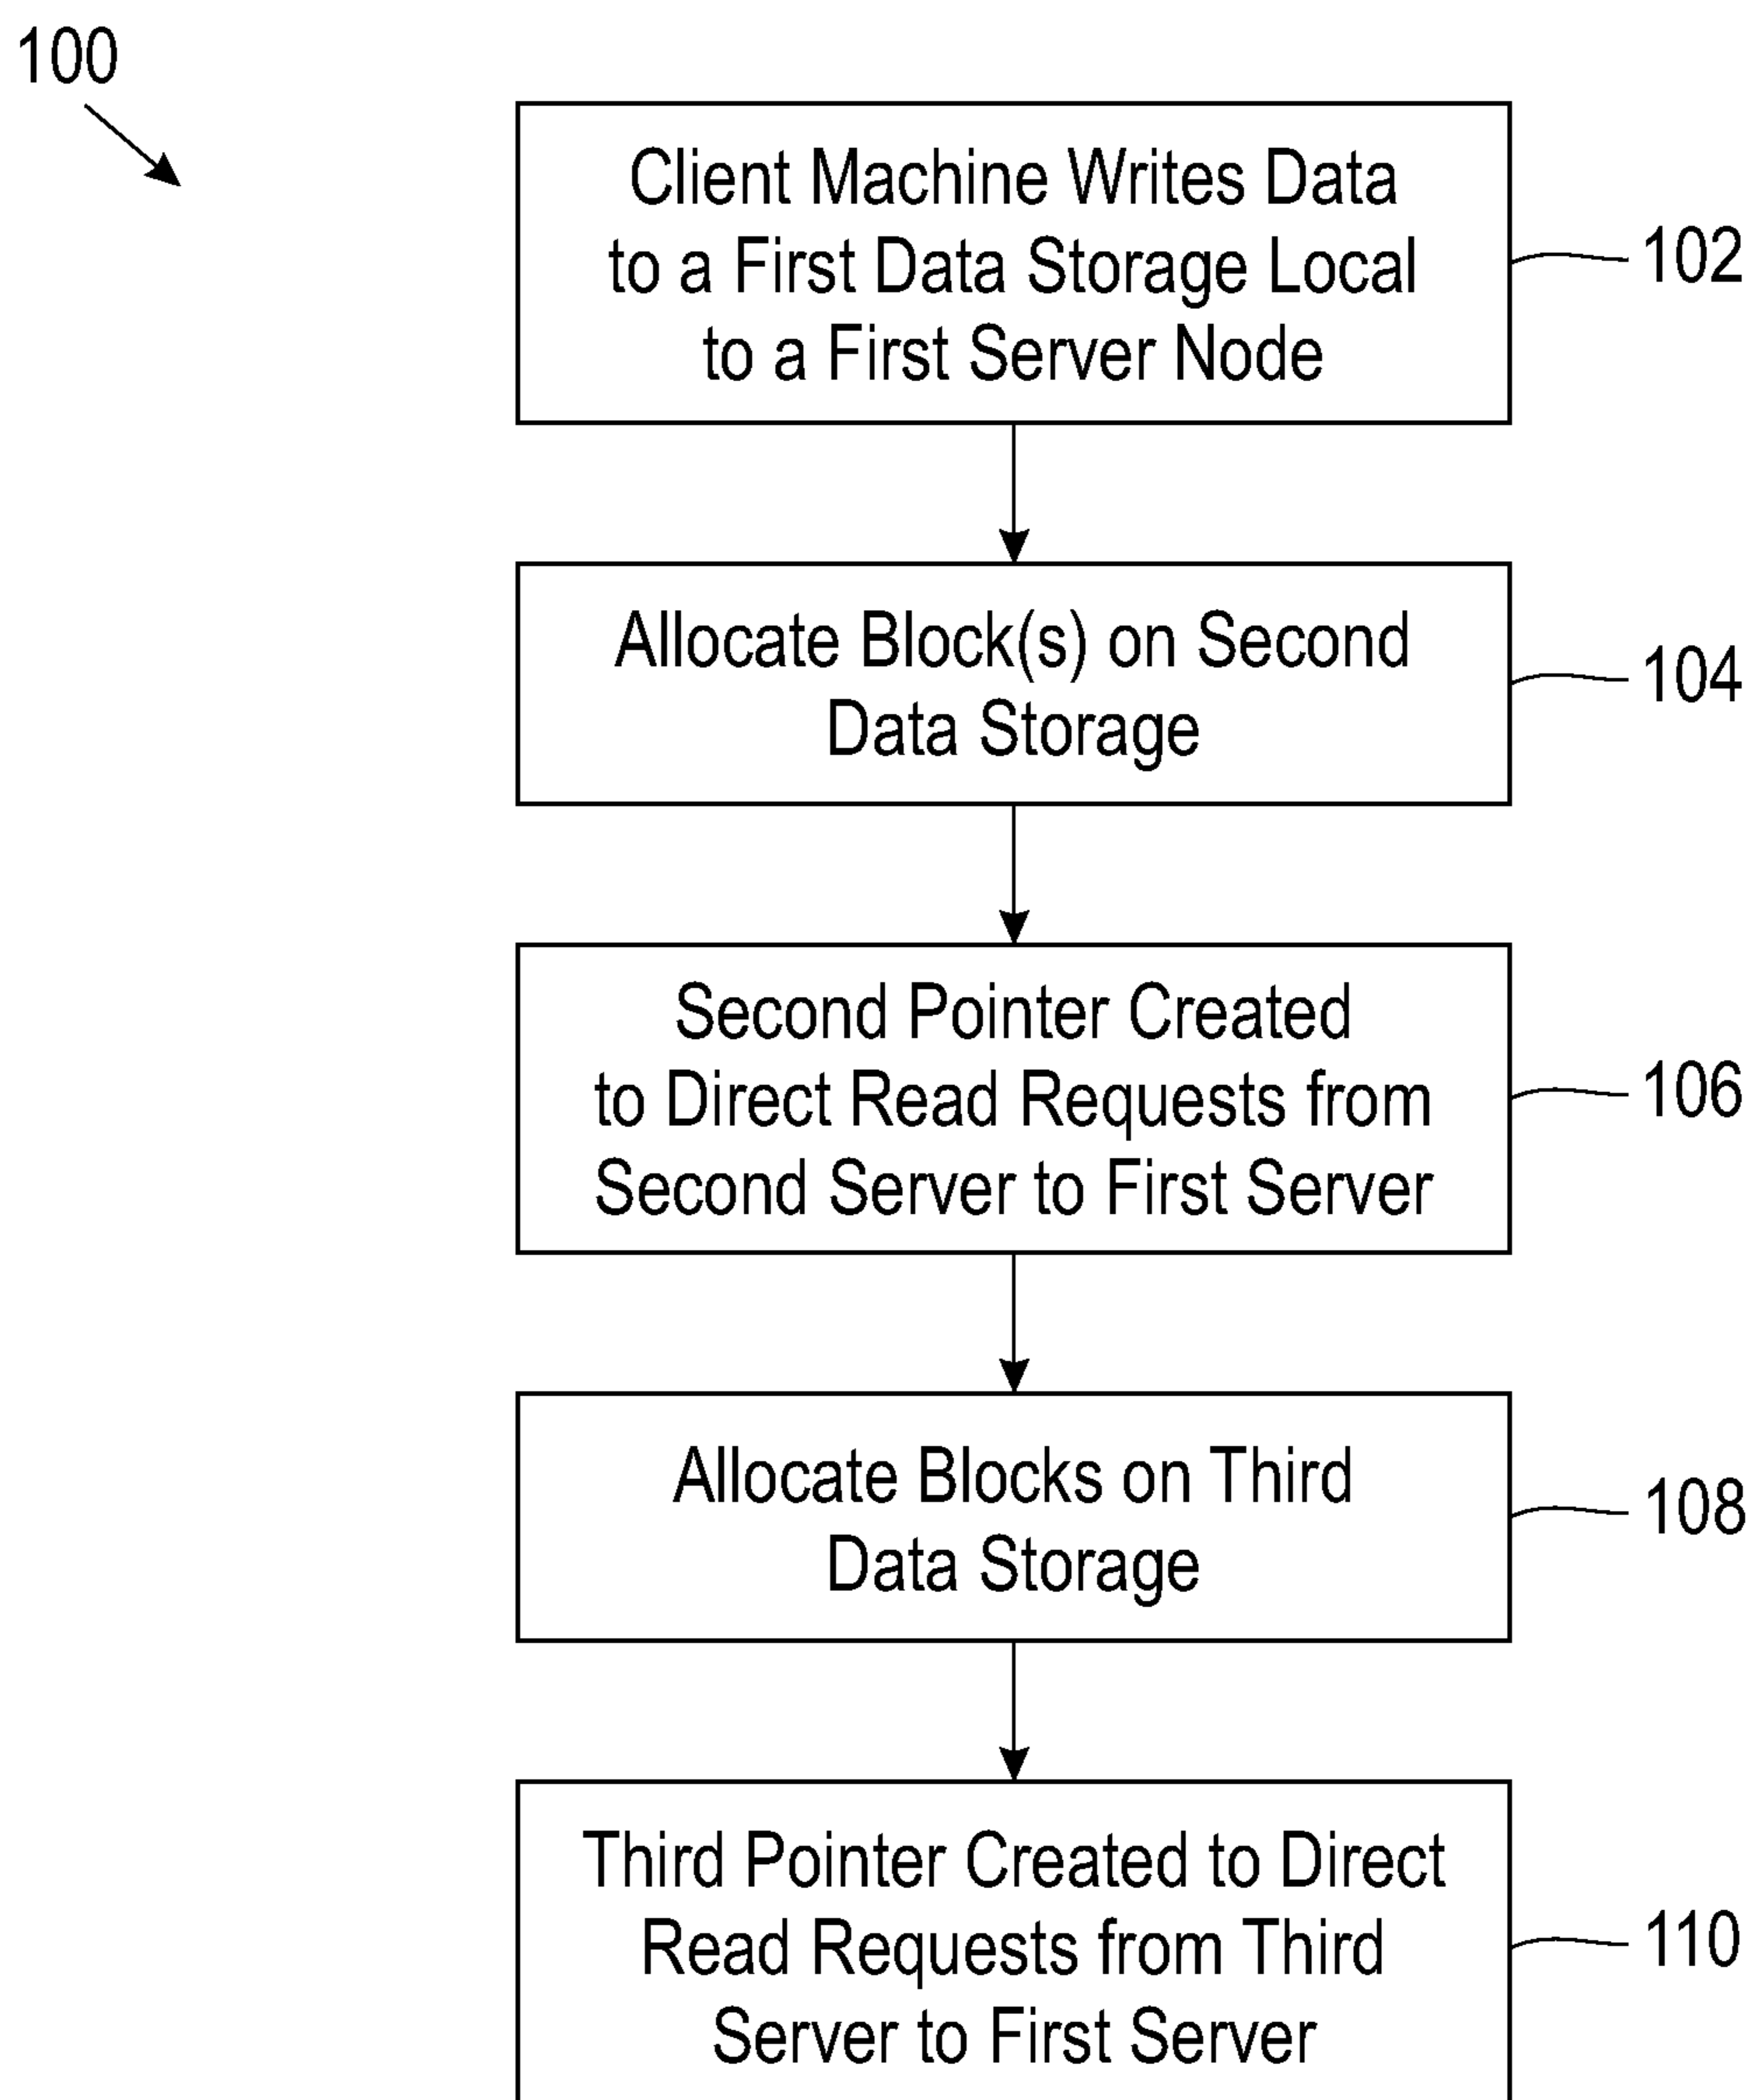 100
Client Machine Writes Data
to a First Data Storage Local
to a First Server Node
102
Allocate Block(s) on Second
Data Storage
104
Second Pointer Created
to Direct Read Requests from
Second Server to First Server
106
Allocate Blocks on Third
Data Storage
108
Third Pointer Created to Direct
Read Requests from Third
Server to First Server
110